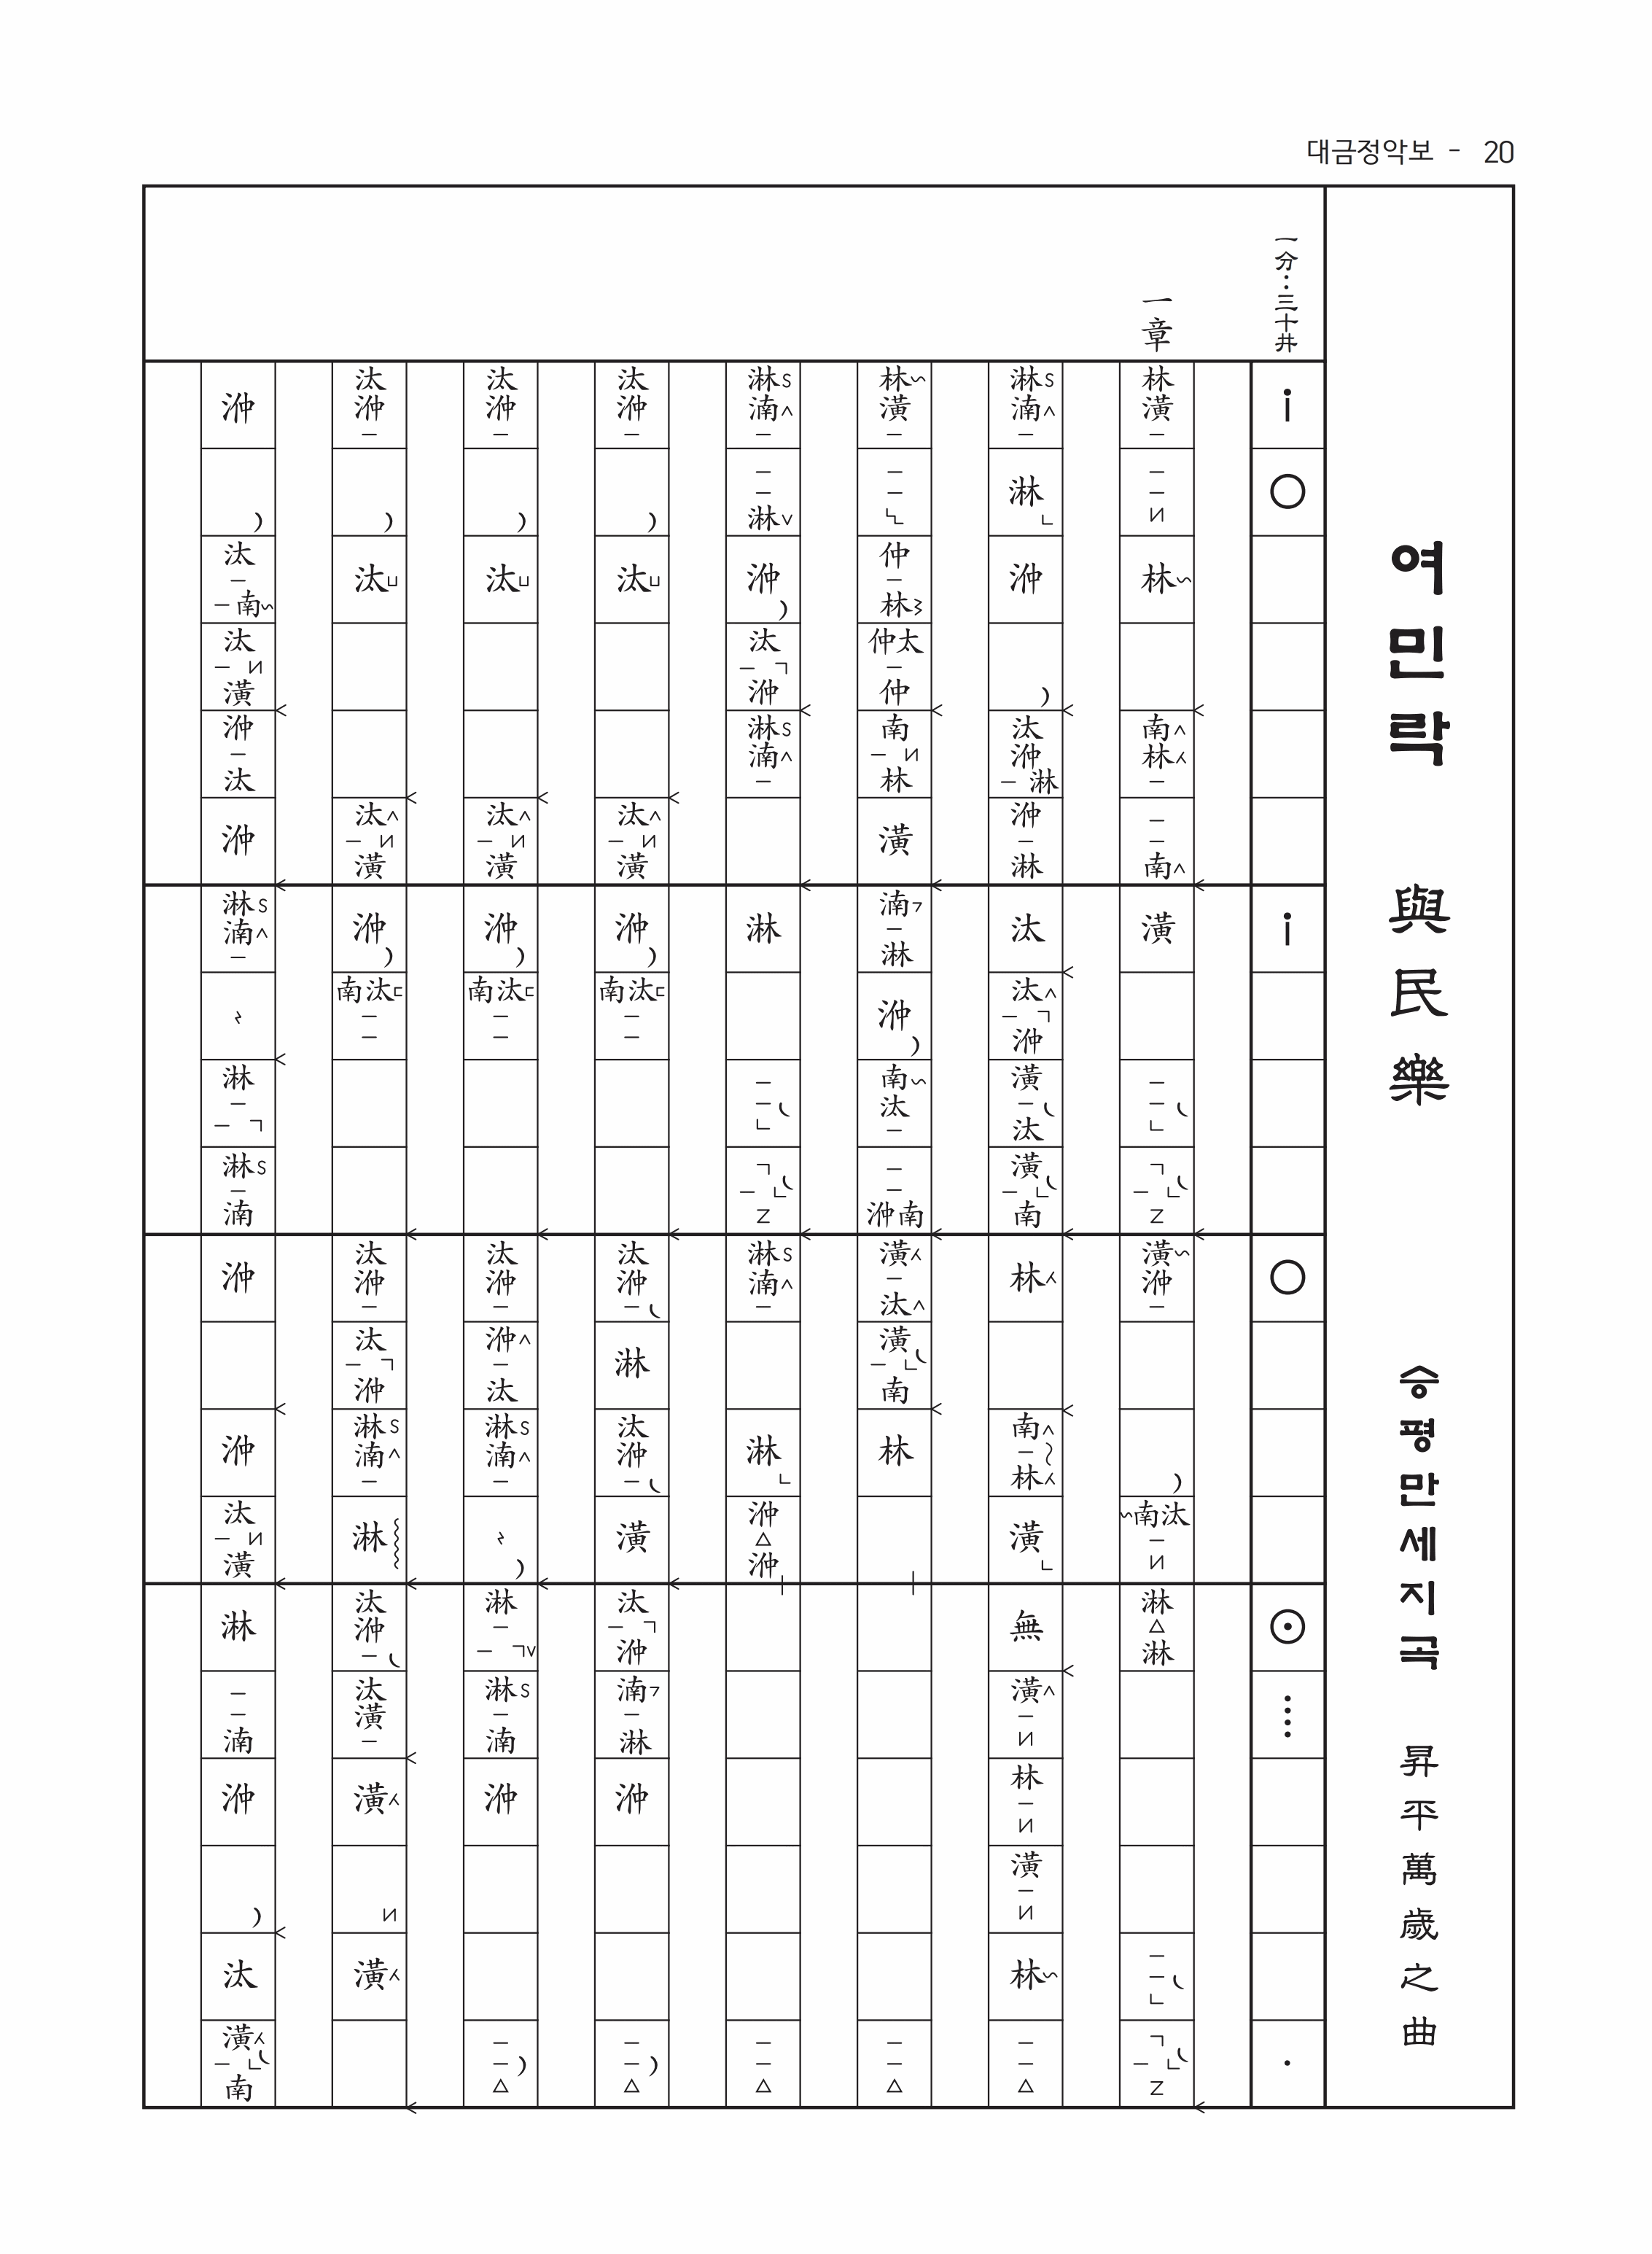 대금정악보 - 20
여민락 與民樂 승평만세지곡 昇平萬歲之曲
一分‥三十井
一章
林潢- -- 林 南林- --南 潢 -- - 潢㳞- 南汰- 淋△淋 -- -
淋湳- 淋 㳞 汰㳞-淋 㳞-淋 汰 汰-㳞 潢-汰 潢-南 林 南-林 潢 無 潢- 林- 潢- 林 --△
林潢- -- 仲-林 仲太-仲 南-林 潢 湳-淋 㳞 南汰- --㳞南 潢-汰 潢-南 林 --△
淋湳- --淋 㳞 汰-㳞 淋湳- 淋 -- - 淋湳- 淋 㳞△㳞 --△
汰㳞- 汰 汰-潢 㳞 南汰-- 汰㳞- 淋 汰㳞- 潢 汰-㳞 湳-淋 㳞 --△
汰㳞- 汰 汰-潢 㳞 南汰-- 汰㳞- 㳞-汰 淋湳- 淋-- 淋-湳 㳞 --△
汰㳞- 汰 汰-潢 㳞 南汰-- 汰㳞- 汰-㳞 淋湳- 淋 汰㳞- 汰潢- 潢 潢
㳞 汰--南 汰-潢 㳞-汰 㳞 淋湳- 淋-- 淋-湳 㳞 㳞 汰-潢 淋 --湳 㳞 汰 潢-南